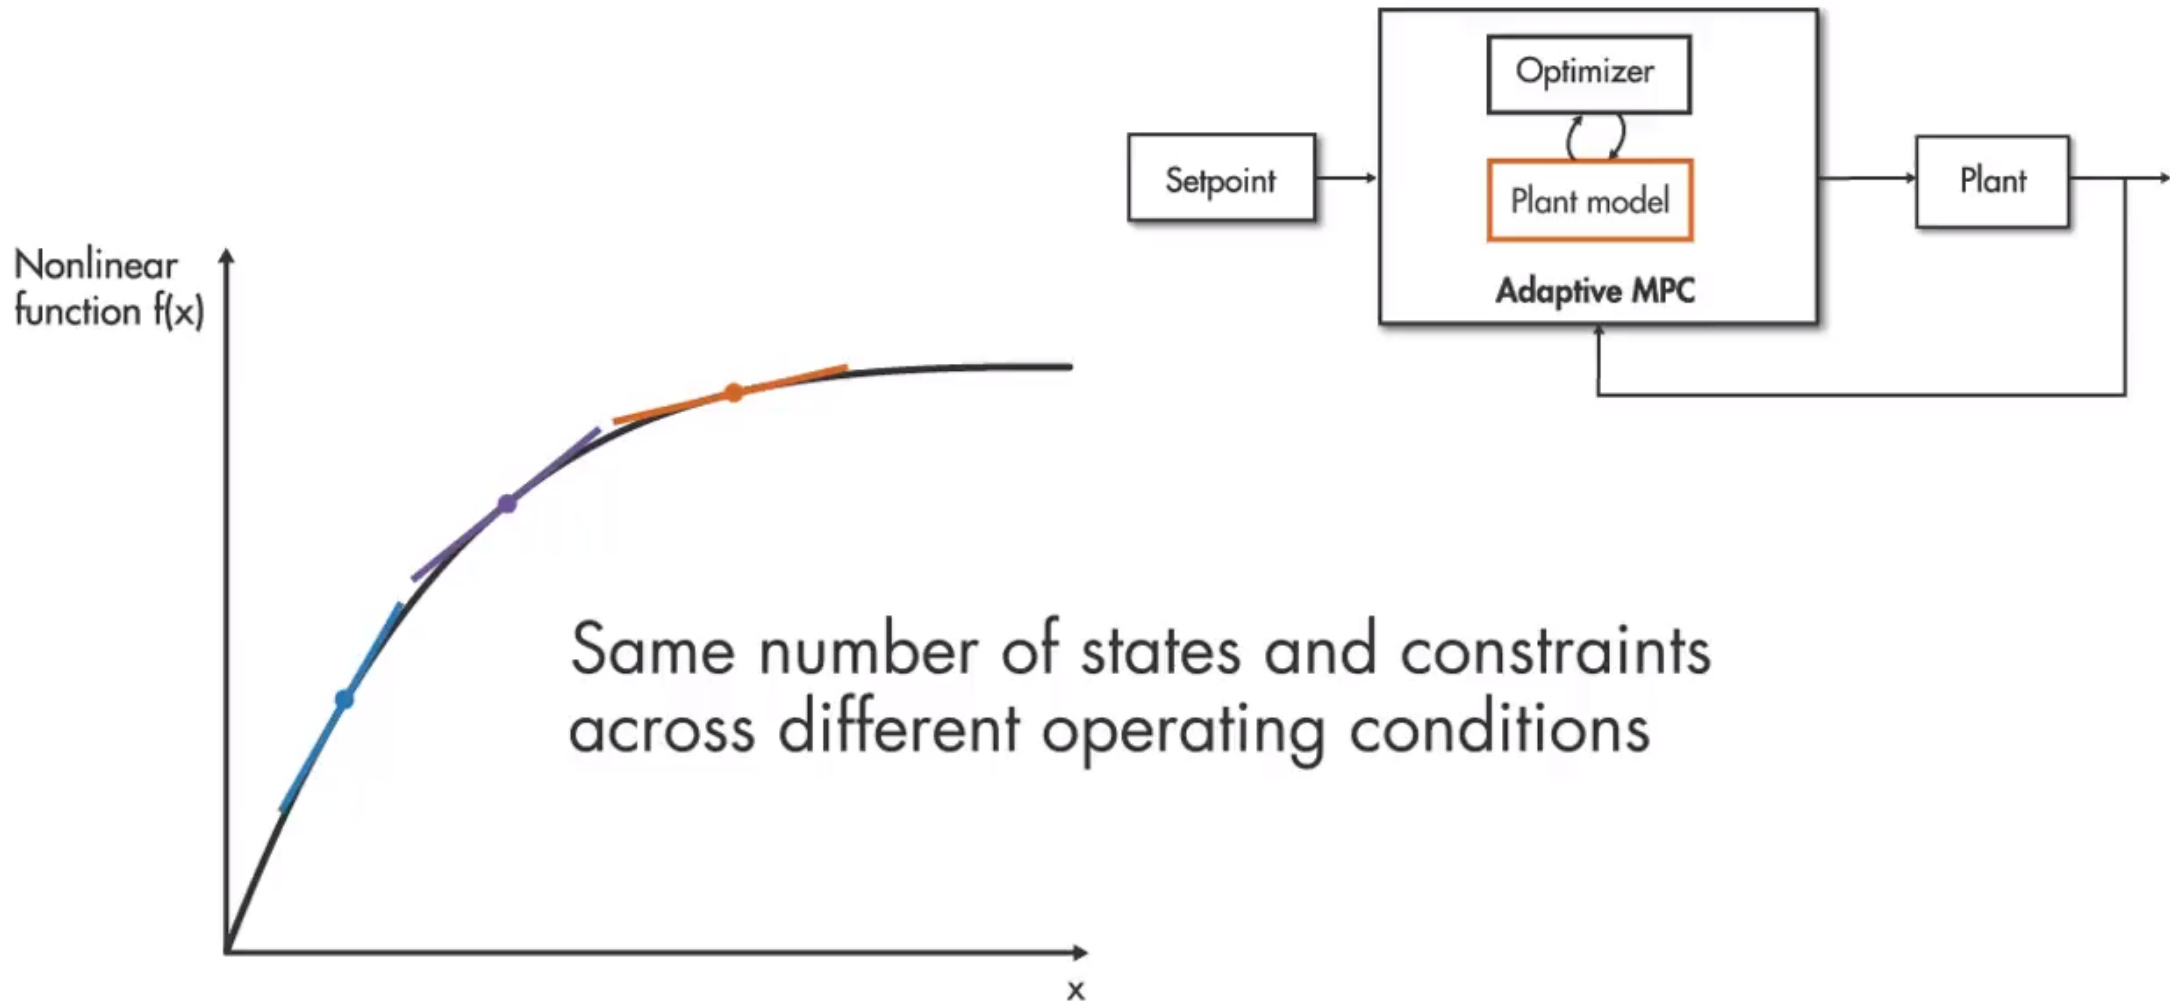 Optimizer
Setpoint
Plant model
Plant
Adaptive MPC
Nonlinear
function f(x)
Same number of states and constraints
across different operating conditions
x